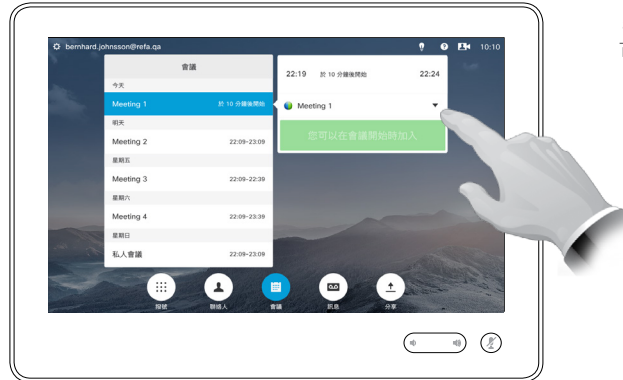 bernhard.johnsson@refa.qa
10:10
會議
今天
Meeting 1 於 10 分鐘後開始
明天
Meeting 2 22:09-23:09
星期五
Meeting 3 22:09-22:39
星期六
Meeting 4 22:09-23:39
星期日
私人會議 22:09-23:09
22:19 於 10 分鐘後開始 22:24
Meeting 1
您可以在會議開始時加入
撥號
聯絡人
會議
訊息
分享